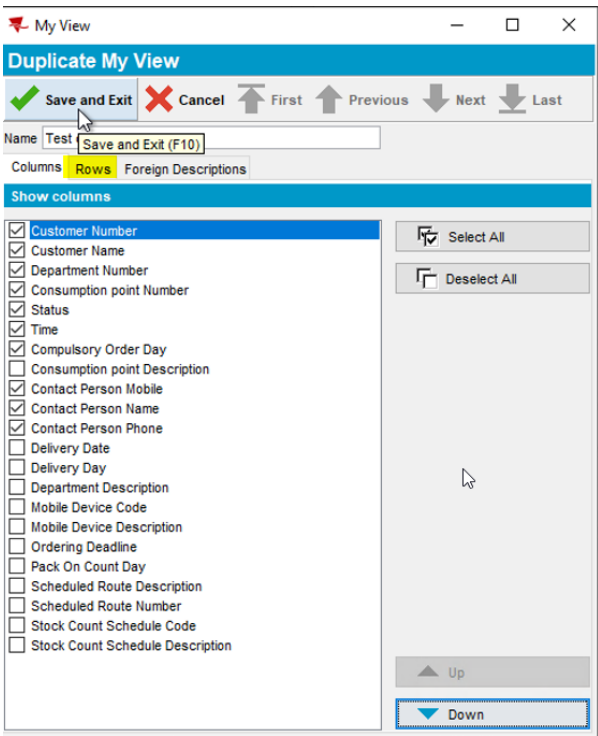 My View
Duplicate My View
Save and Exit Cancel First Previous Next Last
Name Test
Save and Exit (F10)
Columns Rows Foreign Descriptions
Show columns
Customer Number
Customer Name
Department Number
Consumption point Number
Status
Time
Compulsory Order Day
Consumption point Description
Contact Person Mobile
Contact Person Name
Contact Person Phone
Delivery Date
Delivery Day
Department Description
Mobile Device Code
Mobile Device Description
Ordering Deadline
Pack On Count Day
Scheduled Route Description
Scheduled Route Number
Stock Count Schedule Code
Stock Count Schedule Description
Select All
Deselect All
Up
Down